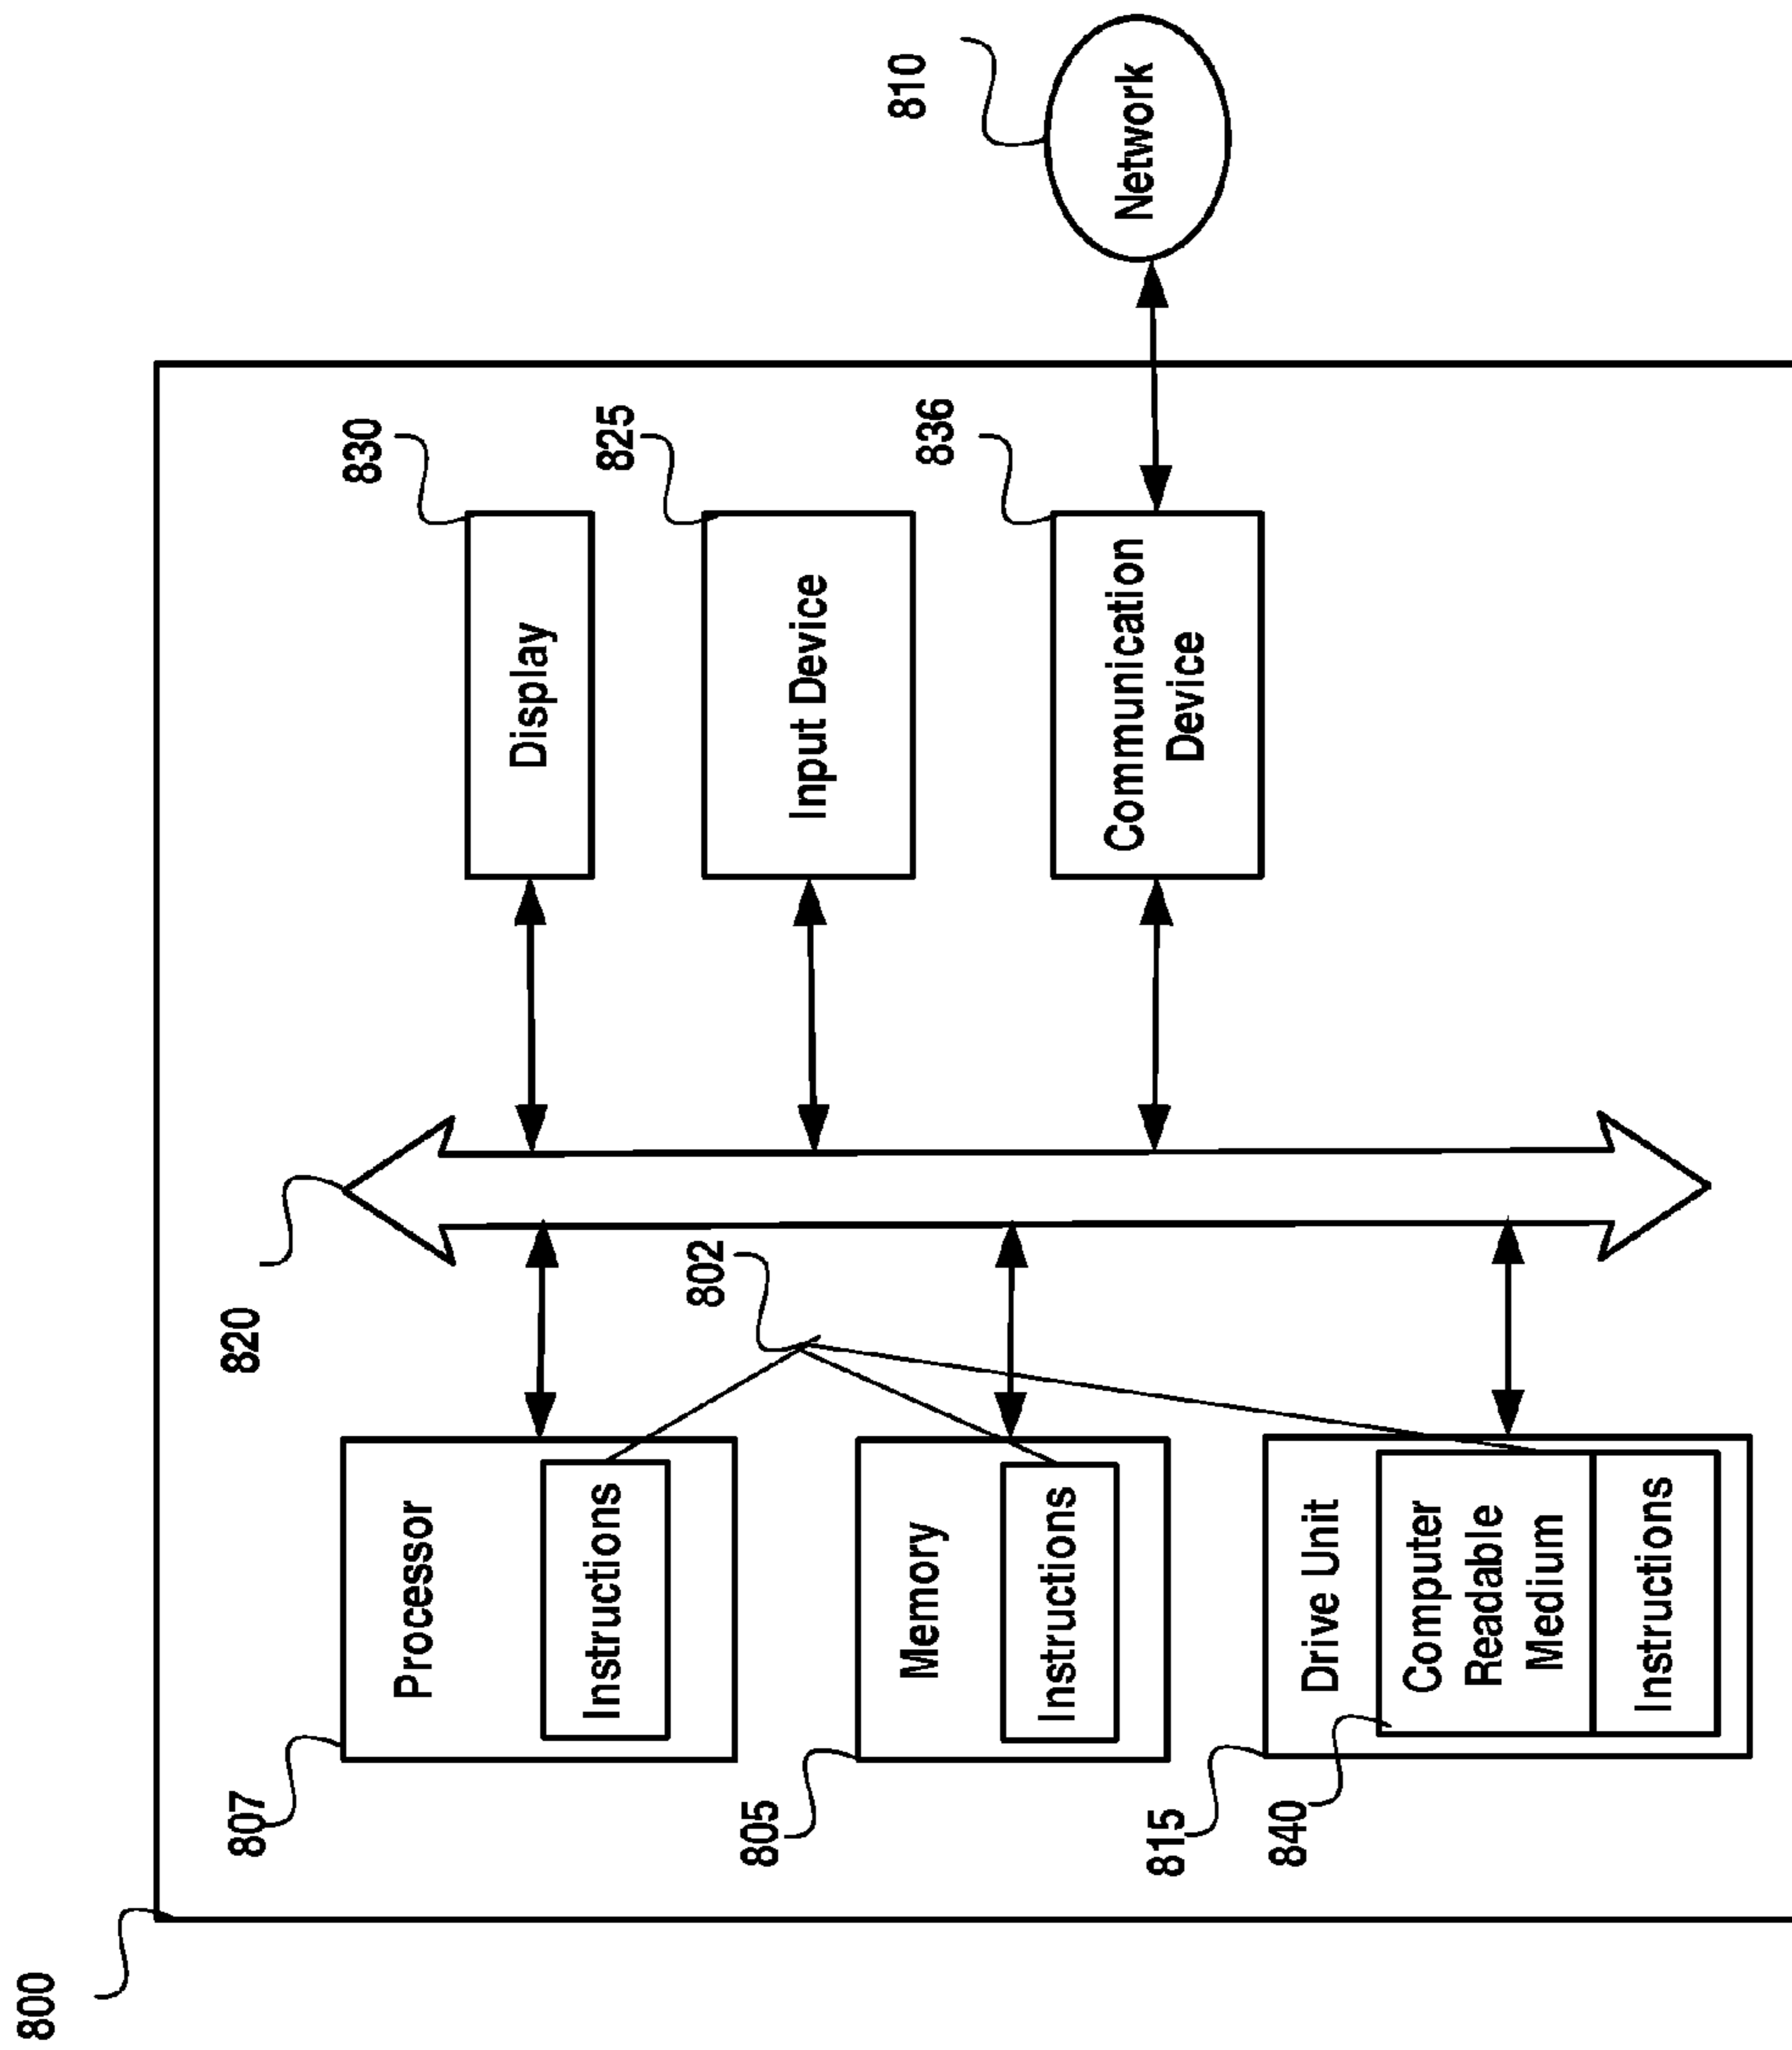 800
820
807
Processor
Instructions
830
Display
802
825
Input Device
805
Memory
Instructions
836
Communication
Device
810
Network
815
840
Drive Unit
Computer
Readable
Medium
Instructions